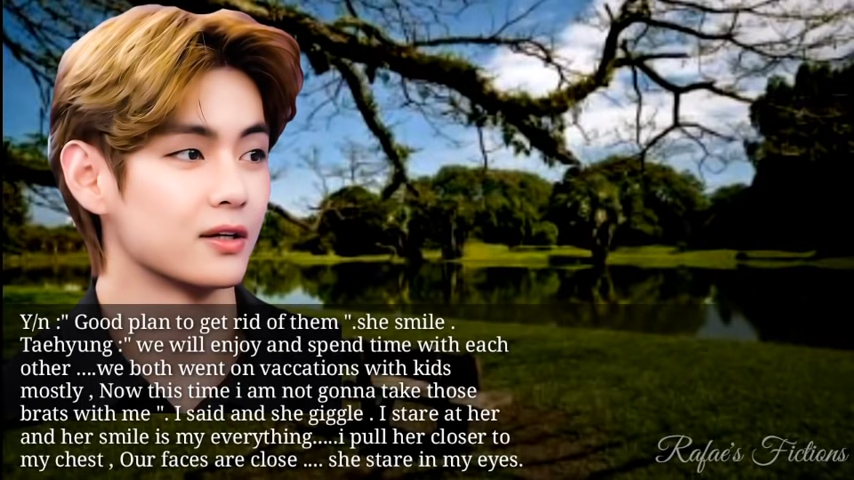 Y/n :" Good plan to get rid of them ".she smile .
Taehyung :" we will enjoy and spend time with each
other ....we both went on vaccations with kids
mostly , Now this time i am not gonna take those
brats with me ". I said and she giggle . I stare at her
and her smile is my everything.....i pull her closer to
my chest , Our faces are close .... she stare in my eyes.
Rafae's Fictions